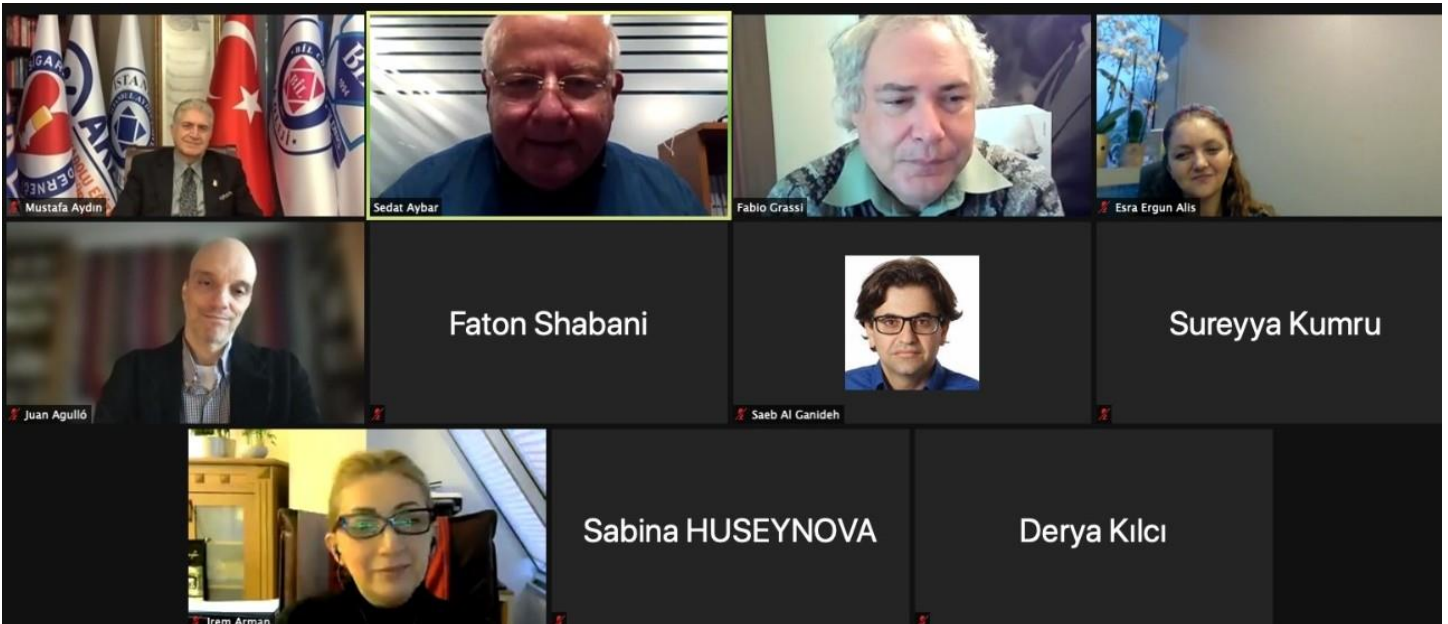 BİL
Mustafa Aydın
Sedat Aybar
Fabio Grassi
Esra Ergun Alis
Juan Agulló
Faton Shabani
Saeb Al Ganideh
Sureyya Kumru
Irem Arman
Sabina HUSEYNOVA
Derya Kılcı